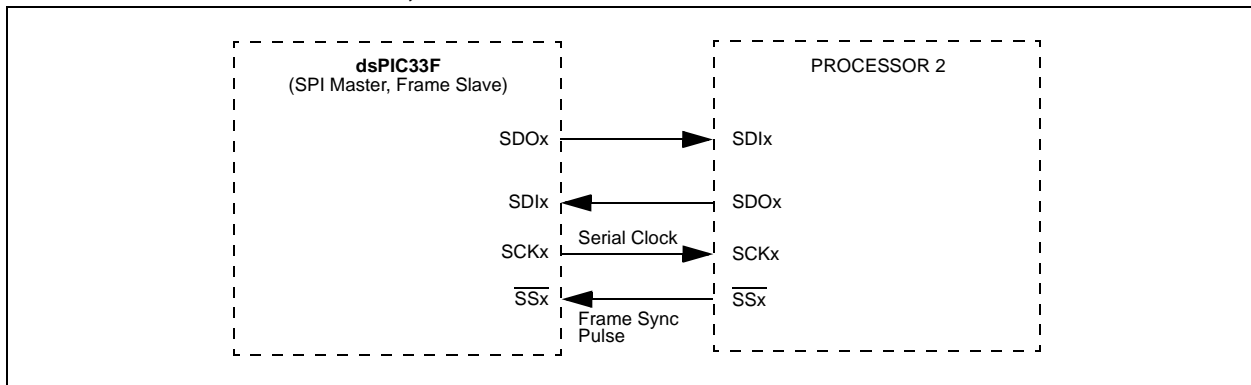 dsPIC33F
(SPI Master, Frame Slave)
PROCESSOR 2
SDOx
SDIx
SDIx
SDOx
Serial Clock
SCKx
SCKx
SSx
SSx
Frame Sync
Pulse